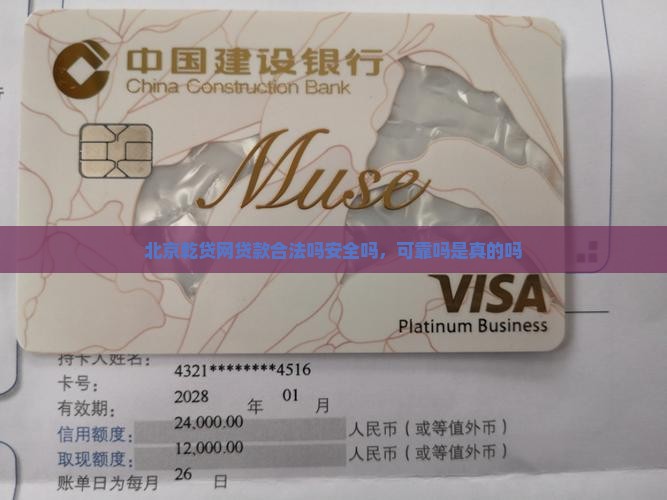 中国建设银行
China Construction Bank
Muse
北京乾贷网贷款合法吗安全吗，可靠吗是真的吗
VISA
Platinum Business
持卡人姓名：
卡号： 4321********4516
有效期： 2028 年 01 月
信用额度： 24,000.00 人民币（或等值外币）
取现额度： 12,000.00 人民币（或等值外币）
账单日为每月 26 日